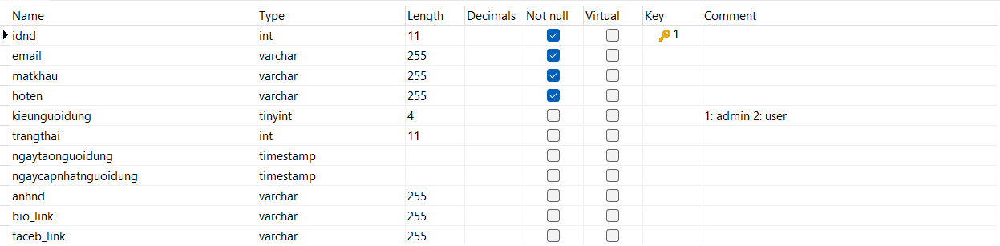 Name Type Length Decimals Not null Virtual Key Comment
idnd int 11 1
email varchar 255
matkhau varchar 255
hoten varchar 255
kieunguoidung tinyint 4 1: admin 2: user
trangthai int 11
ngaytaonguoidung timestamp
ngaycapnhatnguoidung timestamp
anhnd varchar 255
bio_link varchar 255
faceb_link varchar 255